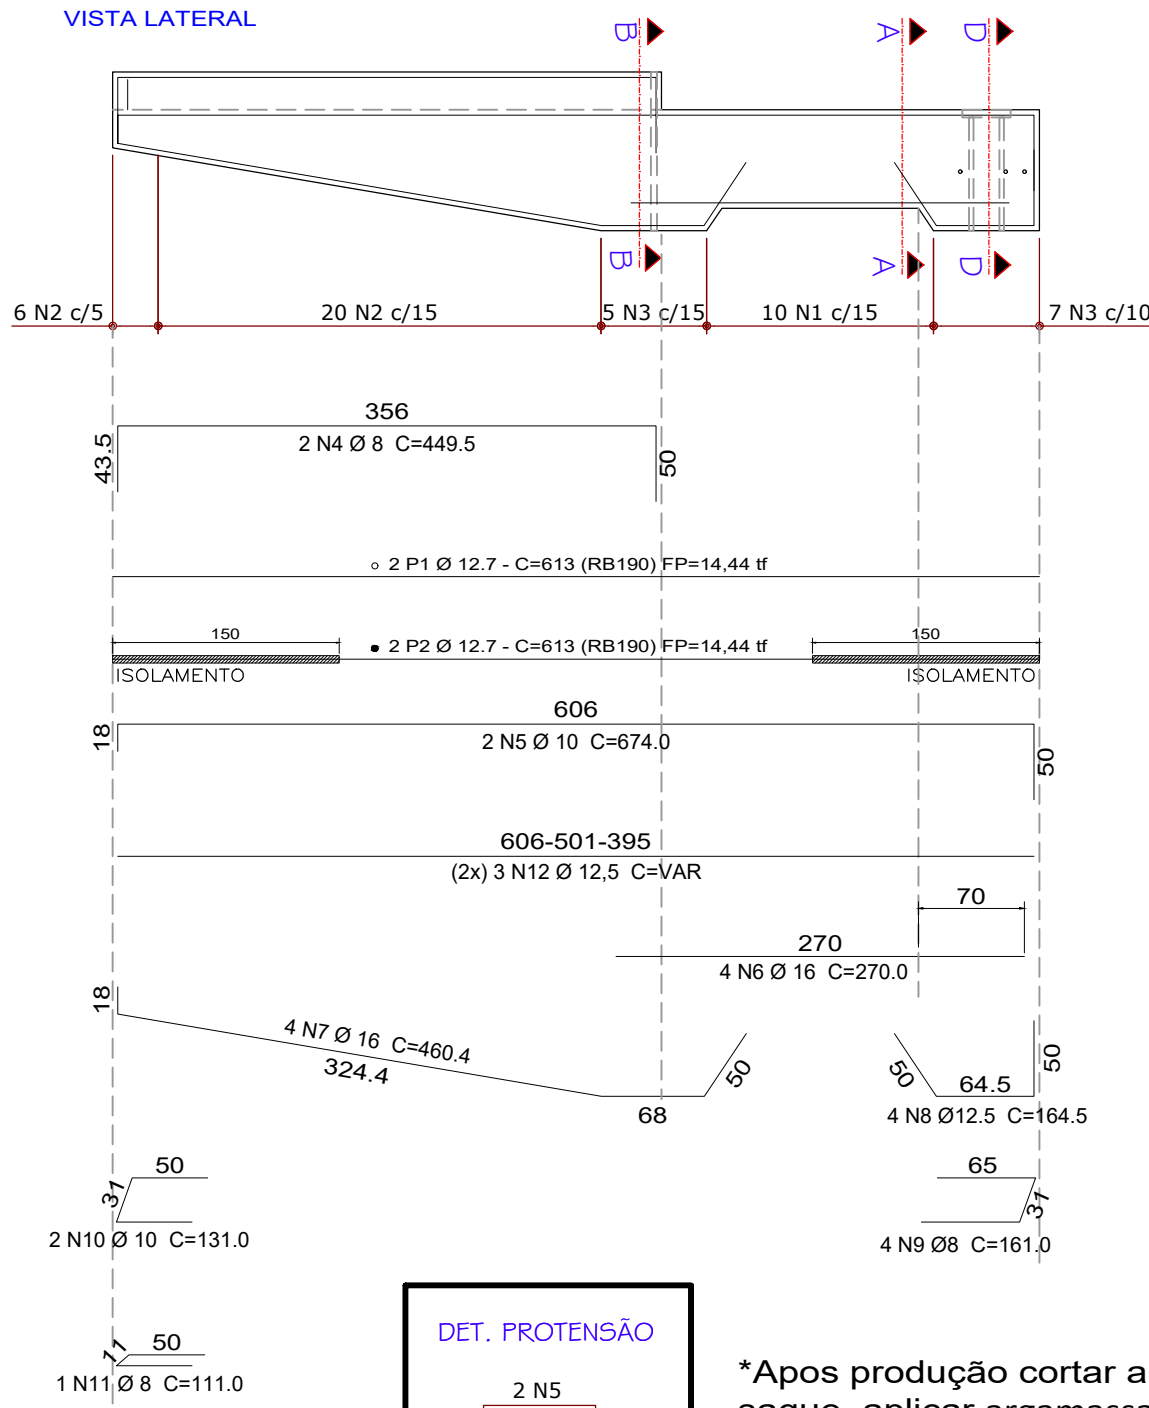 VISTA LATERAL
B A D
B A D
6 N2 c/5 20 N2 c/15 5 N3 c/15 10 N1 c/15 7 N3 c/10
356
2 N4 Ø 8 C=449.5
43.5
50
2 P1 Ø 12.7 - C=613 (RB190) FP=14,44 tf
150 150
2 P2 Ø 12.7 - C=613 (RB190) FP=14,44 tf
ISOLAMENTO ISOLAMENTO
606
18
2 N5 Ø 10 C=674.0
50
606-501-395
(2x) 3 N12 Ø 12,5 C=VAR
70
270
4 N6 Ø 16 C=270.0
18
4 N7 Ø 16 C=460.4
324.4
50
50
50
64.5
68
4 N8 Ø12.5 C=164.5
50
31
2 N10 Ø 10 C=131.0
65
31
4 N9 Ø8 C=161.0
DET. PROTENSÃO
11
50
1 N11 Ø 8 C=111.0
2 N5
*Apos produção cortar a
saque, aplicar argamassa